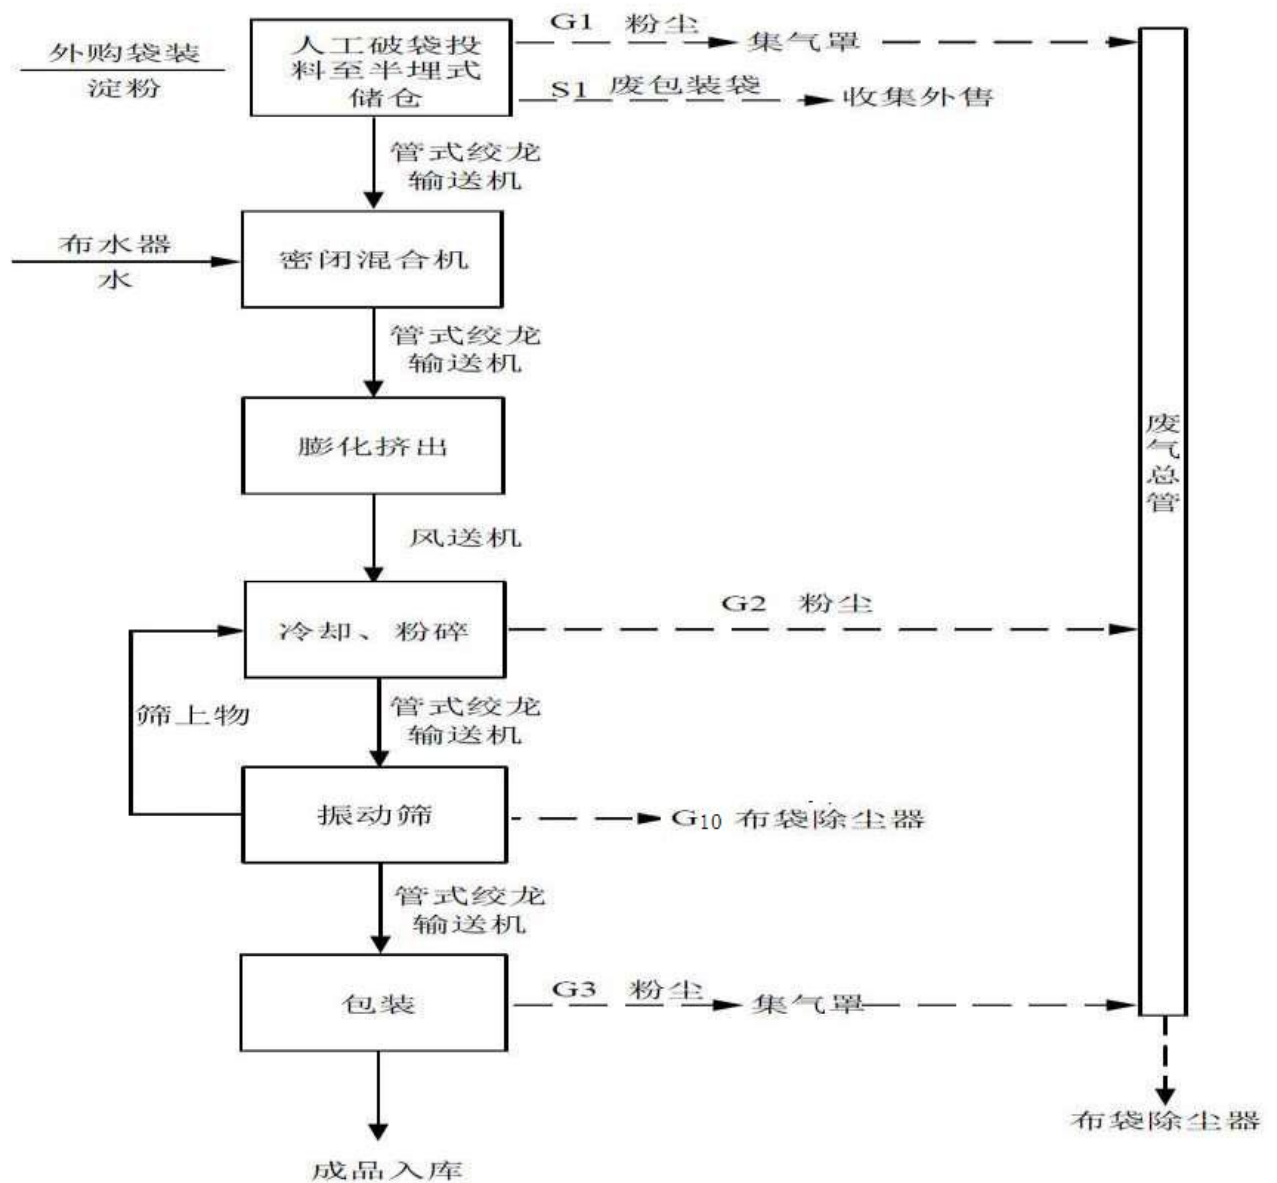 G1 粉尘
外购袋装
淀粉
人工破袋投
料至半埋式
储仓
集气罩
S1 废包装袋
收集外售
管式绞龙
输送机
布水器
水
密闭混合机
管式绞龙
输送机
膨化挤出
废气总管
风送机
G2 粉尘
冷却、粉碎
筛上物
管式绞龙
输送机
振动筛
G10 布袋除尘器
管式绞龙
输送机
包装
G3 粉尘
集气罩
布袋除尘器
成品入库